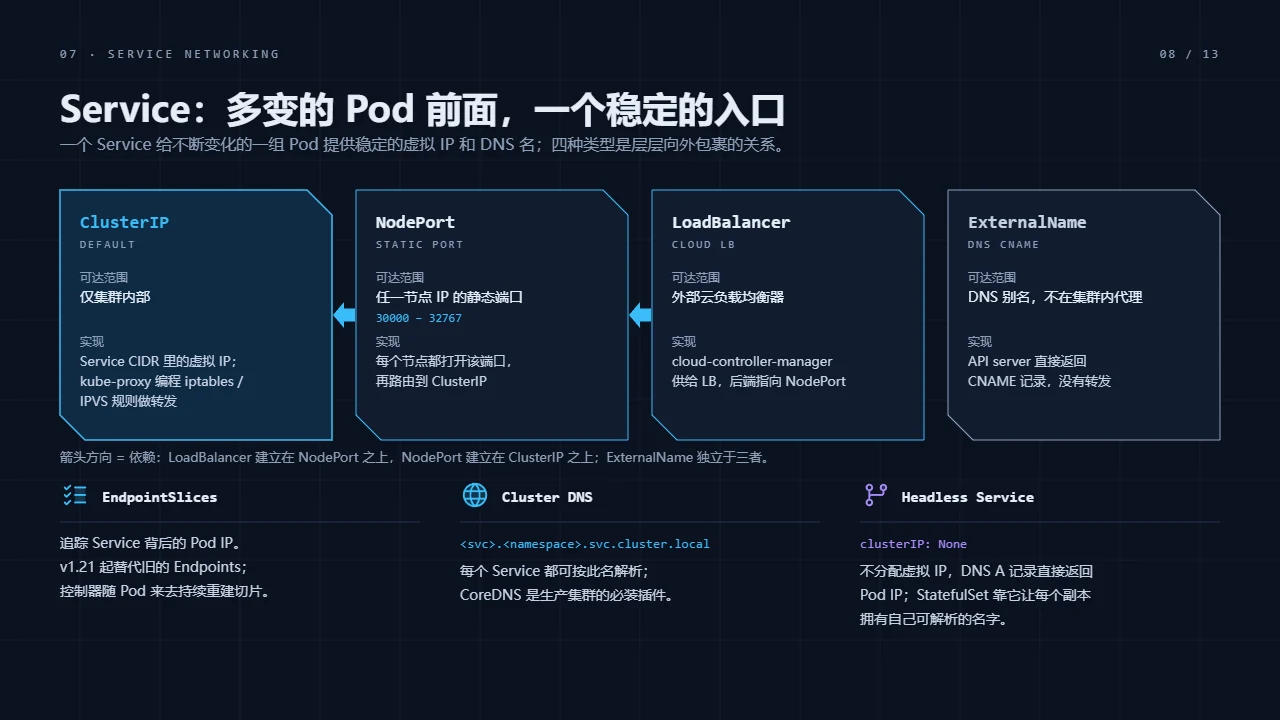 07 · SERVICE NETWORKING
08 / 13
Service：多变的 Pod 前面，一个稳定的入口
一个 Service 给不断变化的一组 Pod 提供稳定的虚拟 IP 和 DNS 名；四种类型是层层向外包裹的关系。
ClusterIP
DEFAULT
可达范围
仅集群内部
实现
Service CIDR 里的虚拟 IP；
kube-proxy 编程 iptables /
IPVS 规则做转发
NodePort
STATIC PORT
可达范围
任一节点 IP 的静态端口
30000 – 32767
实现
每个节点都打开该端口，
再路由到 ClusterIP
LoadBalancer
CLOUD LB
可达范围
外部云负载均衡器
实现
cloud-controller-manager
供给 LB，后端指向 NodePort
ExternalName
DNS CNAME
可达范围
DNS 别名，不在集群内代理
实现
API server 直接返回
CNAME 记录，没有转发
箭头方向 = 依赖：LoadBalancer 建立在 NodePort 之上，NodePort 建立在 ClusterIP 之上；ExternalName 独立于三者。
EndpointSlices
追踪 Service 背后的 Pod IP。
v1.21 起替代旧的 Endpoints；
控制器随 Pod 来去持续重建切片。
Cluster DNS
<svc>.<namespace>.svc.cluster.local
每个 Service 都可按此名解析；
CoreDNS 是生产集群的必装插件。
Headless Service
clusterIP: None
不分配虚拟 IP，DNS A 记录直接返回
Pod IP；StatefulSet 靠它让每个副本
拥有自己可解析的名字。